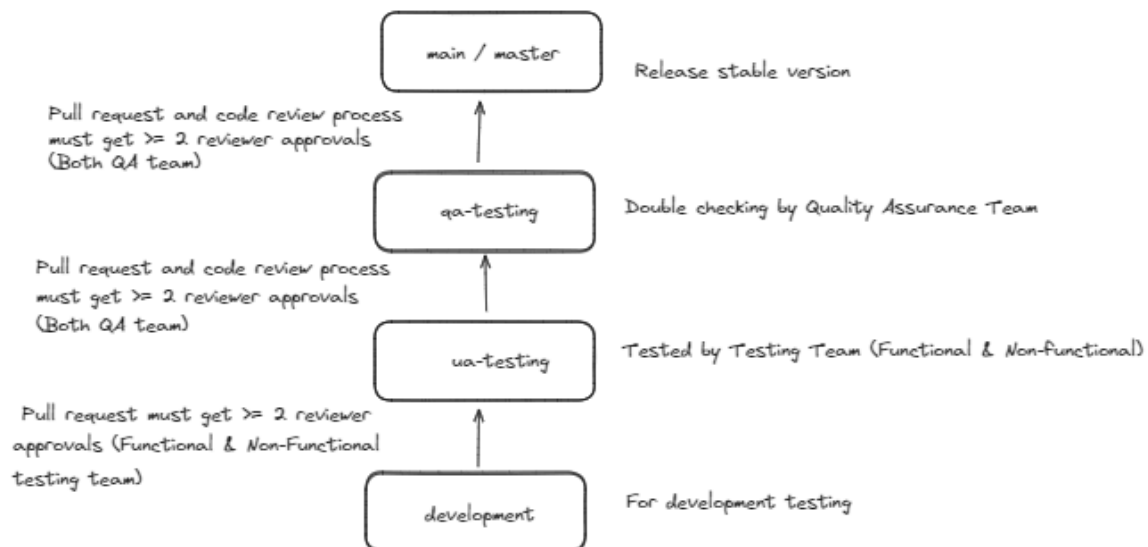 main / master
Release stable version
Pull request and code review process
must get >= 2 reviewer approvals
(Both QA team)
qa-testing
Double checking by Quality Assurance Team
Pull request and code review process
must get >= 2 reviewer approvals
(Both QA team)
ua-testing
Tested by Testing Team (Functional & Non-functional)
Pull request must get >= 2 reviewer
approvals (Functional & Non-Functional
testing team)
development
For development testing